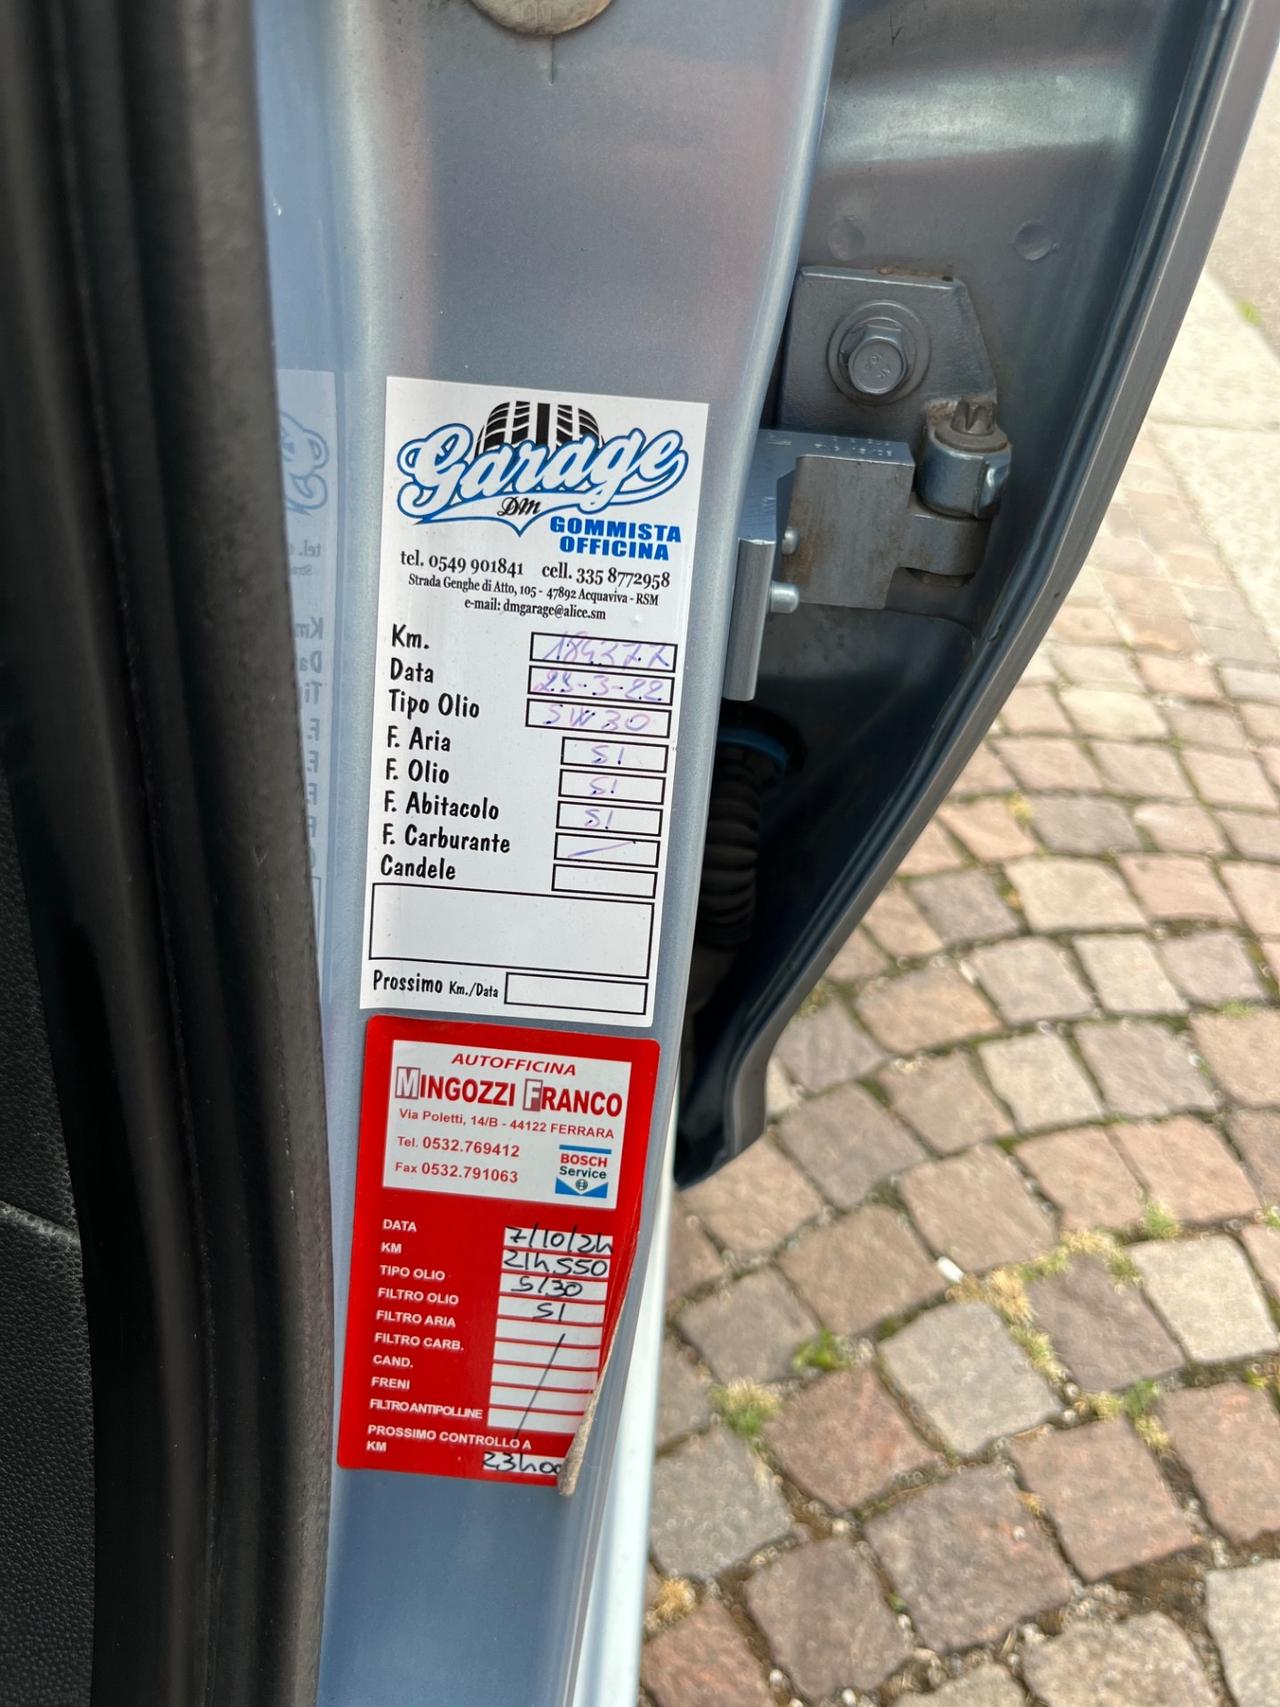 Garage
DM
GOMMISTA
OFFICINA
tel. 0549 901841 cell. 335 8772958
Strada Genghe di Atto, 105 - 47892 Acquaviva - RSM
e-mail: dmgarage@alice.sm
Km. 184377
Data 23-3-22
Tipo Olio 5W30
F. Aria SI
F. Olio SI
F. Abitacolo SI
F. Carburante
Candele
Prossimo Km./Data
AUTOFFICINA
MINGOZZI FRANCO
Via Poletti, 14/B - 44122 FERRARA
Tel. 0532.769412
Fax 0532.791063
BOSCH
Service
DATA 7/10/24
KM 214550
TIPO OLIO 5/30
FILTRO OLIO SI
FILTRO ARIA
FILTRO CARB.
CAND.
FRENI
FILTRO ANTIPOLLINE
PROSSIMO CONTROLLO A
KM